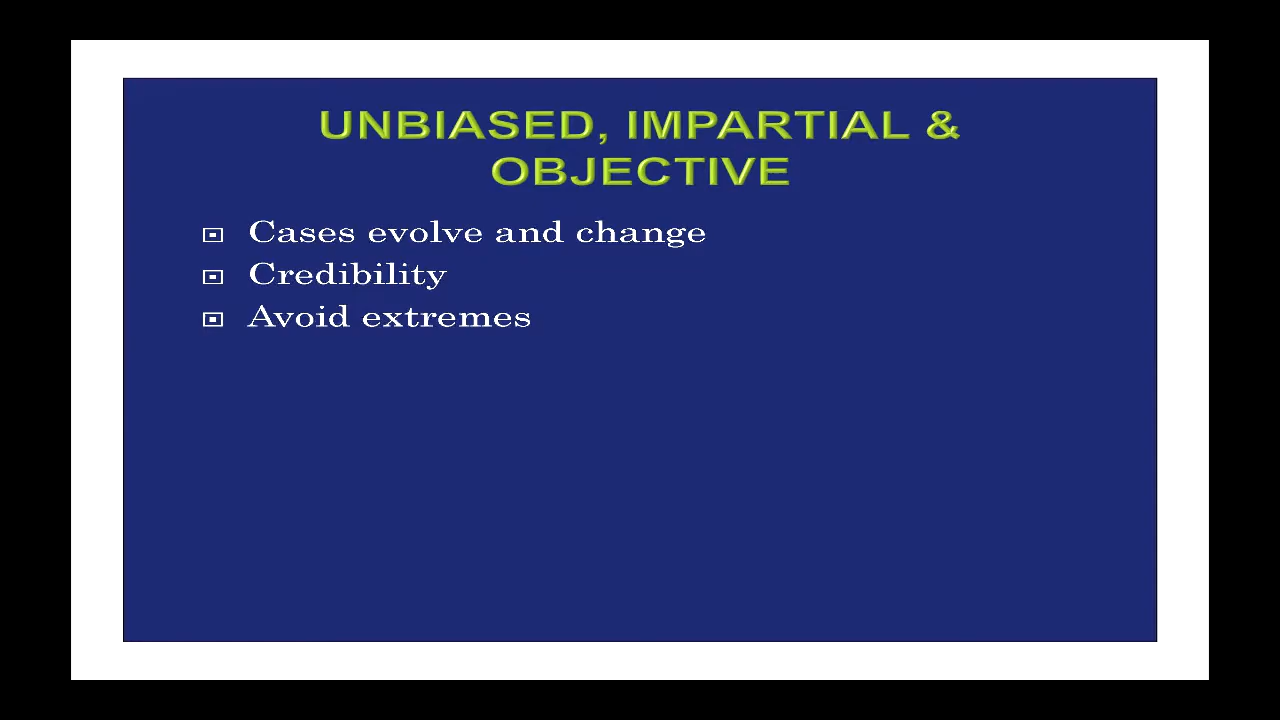 UNBIASED, IMPARTIAL &
OBJECTIVE
Cases evolve and change
Credibility
Avoid extremes